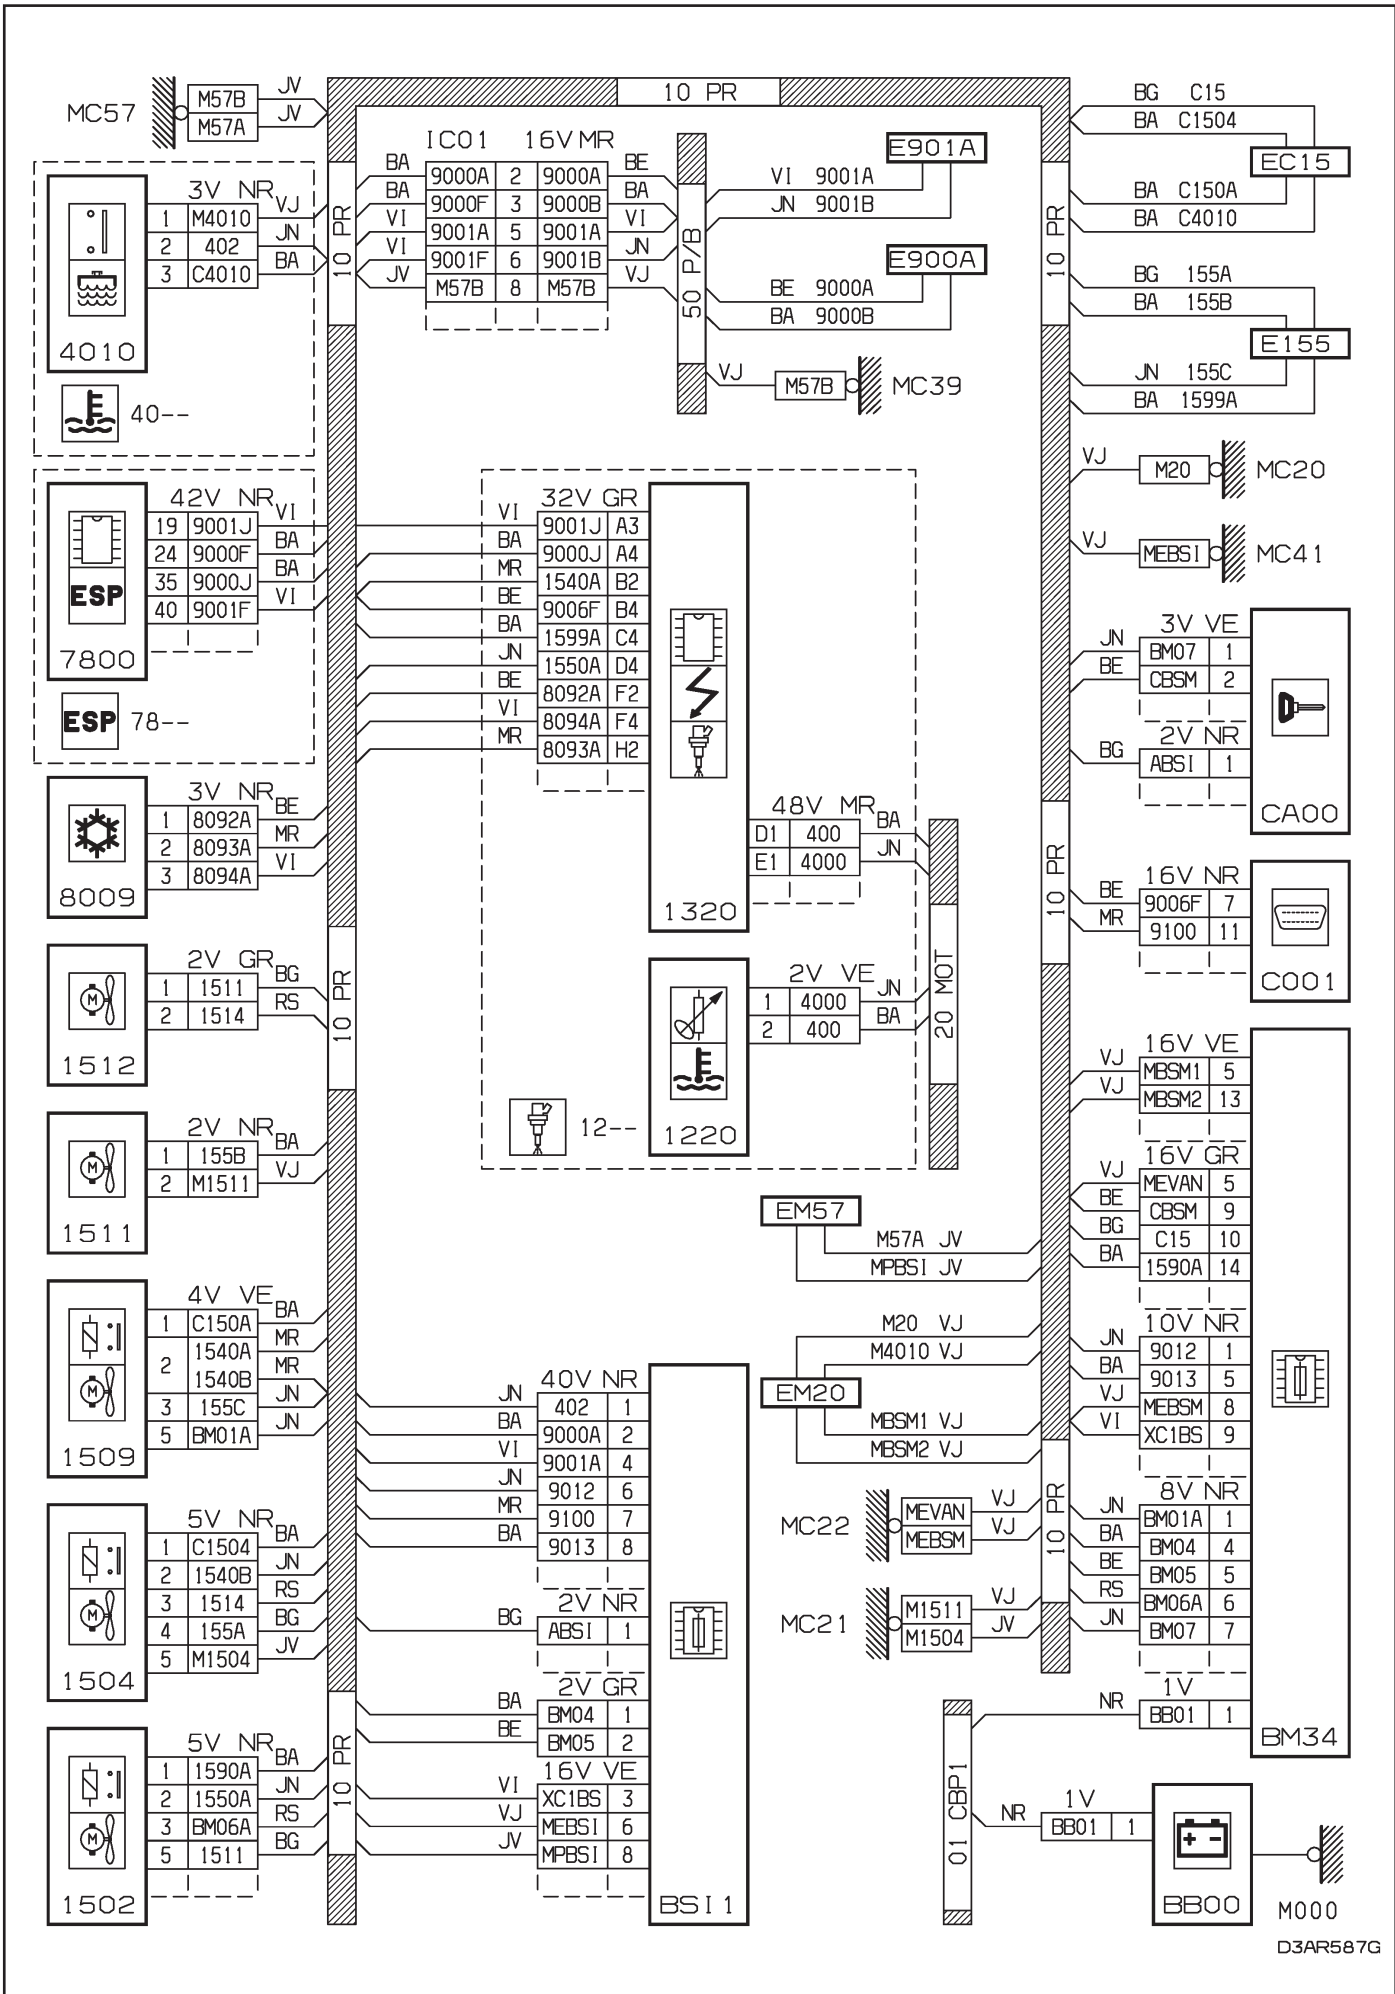 10 PR
MC57
M57B JV
M57A JV
3V NR
1 M4010 VJ
2 402 JN
3 C4010 BA
4010
40--
10 PR
IC01 16V MR
BA 9000A 2 9000A BE
BA 9000F 3 9000B BA
VI 9001A 5 9001A VI
VI 9001F 6 9001B JN
JV M57B 8 M57B VJ
50 P/B
E901A
VI 9001A
JN 9001B
E900A
BE 9000A
BA 9000B
VJ M57B MC39
BG C15
BA C1504
EC15
BA C150A
BA C4010
10 PR
BG 155A
BA 155B
E155
JN 155C
BA 1599A
VJ M20 MC20
VJ MEBSI MC41
42V NR
19 9001J VI
24 9000F BA
35 9000J BA
40 9001F VI
ESP
7800
ESP 78--
32V GR
VI 9001J A3
BA 9000J A4
MR 1540A B2
BE 9006F B4
BA 1599A C4
JN 1550A D4
BE 8092A F2
VI 8094A F4
MR 8093A H2
48V MR
D1 400 BA
E1 4000 JN
1320
2V VE
1 4000 JN
2 400 BA
1220
12--
20 MOT
3V VE
JN BM07 1
BE CBSM 2
2V NR
BG ABSI 1
CA00
10 PR
16V NR
BE 9006F 7
MR 9100 11
C001
3V NR
1 8092A BE
2 8093A MR
3 8094A VI
8009
2V GR
1 1511 BG
2 1514 RS
1512
10 PR
2V NR
1 155B BA
2 M1511 VJ
M
1511
M
4V VE
1 C150A BA
2 1540A MR
1540B MR
3 155C JN
5 BM01A JN
M
1509
5V NR
1 C1504 BA
2 1540B JN
3 1514 RS
4 155A BG
5 M1504 JV
M
1504
5V NR
1 1590A BA
2 1550A JN
3 BM06A RS
5 1511 BG
M
1502
10 PR
40V NR
JN 402 1
BA 9000A 2
VI 9001A 4
JN 9012 6
MR 9100 7
BA 9013 8
2V NR
BG ABSI 1
2V GR
BA BM04 1
BE BM05 2
16V VE
VI XC1BS 3
VJ MEBSI 6
JV MPBSI 8
BSI1
EM57
M57A JV
MPBSI JV
M20 VJ
M4010 VJ
EM20
MBSM1 VJ
MBSM2 VJ
MC22
MEVAN VJ
MEBSM VJ
MC21
M1511 VJ
M1504 JV
10 PR
16V VE
VJ MBSM1 5
VJ MBSM2 13
16V GR
VJ MEVAN 5
BE CBSM 9
BG C15 10
BA 1590A 14
10V NR
JN 9012 1
BA 9013 5
VJ MEBSM 8
VI XC1BS 9
8V NR
JN BM01A 1
BA BM04 4
BE BM05 5
RS BM06A 6
JN BM07 7
1V
NR BB01 1
BM34
01 CBP1
1V
NR BB01 1
+ -
BB00
M000
D3AR587G